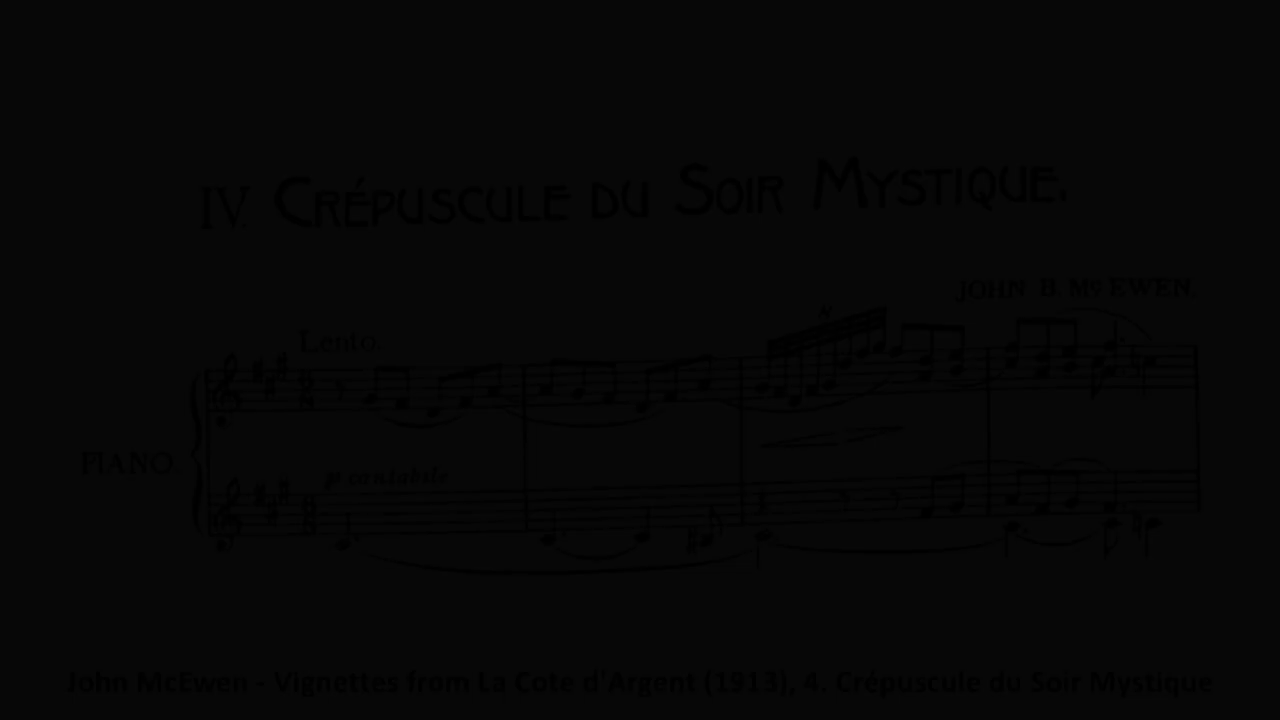 IV. CRÉPUSCULE DU SOIR MYSTIQUE.
JOHN B. McEWEN.
Lento.
PIANO.
p cantabile
John McEwen - Vignettes from La Cote d'Argent (1913), 4. Crépuscule du Soir Mystique